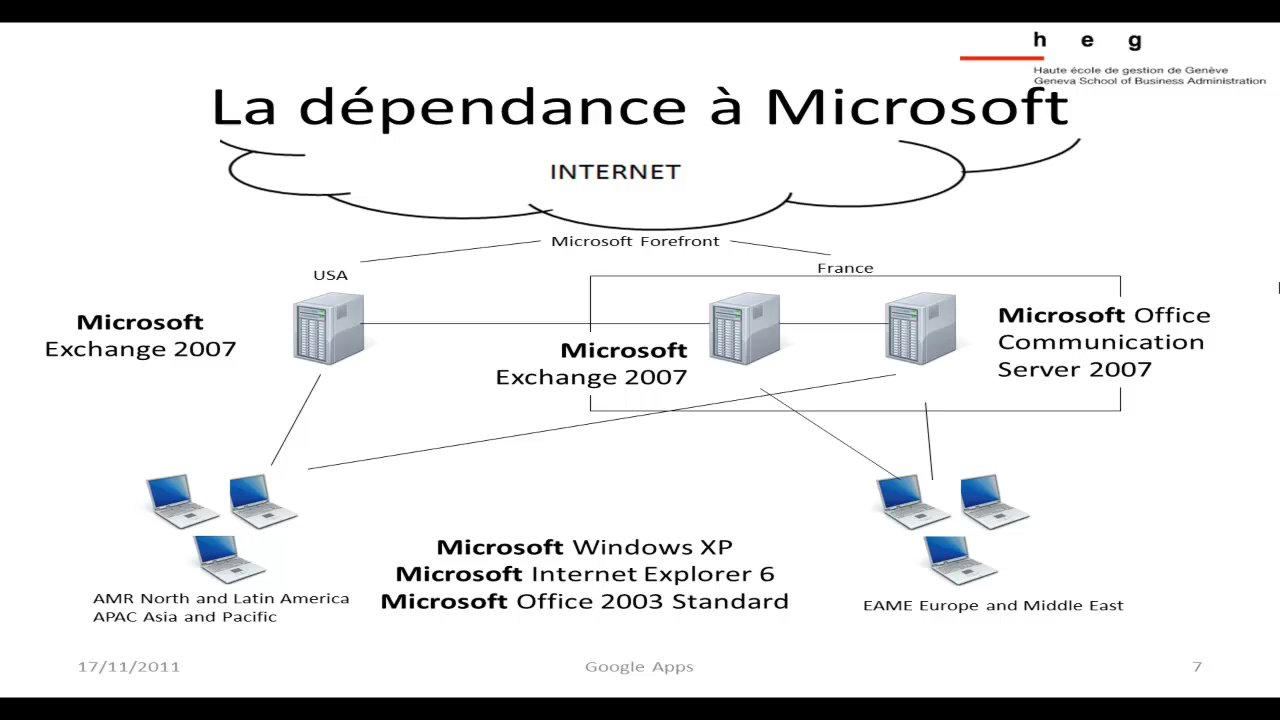 h e g
Haute école de gestion de Genève
Geneva School of Business Administration
La dépendance à Microsoft
INTERNET
Microsoft Forefront
USA
France
Microsoft
Exchange 2007
Microsoft
Exchange 2007
Microsoft Office
Communication
Server 2007
Microsoft Windows XP
Microsoft Internet Explorer 6
Microsoft Office 2003 Standard
AMR North and Latin America
APAC Asia and Pacific
EAME Europe and Middle East
17/11/2011
Google Apps
7